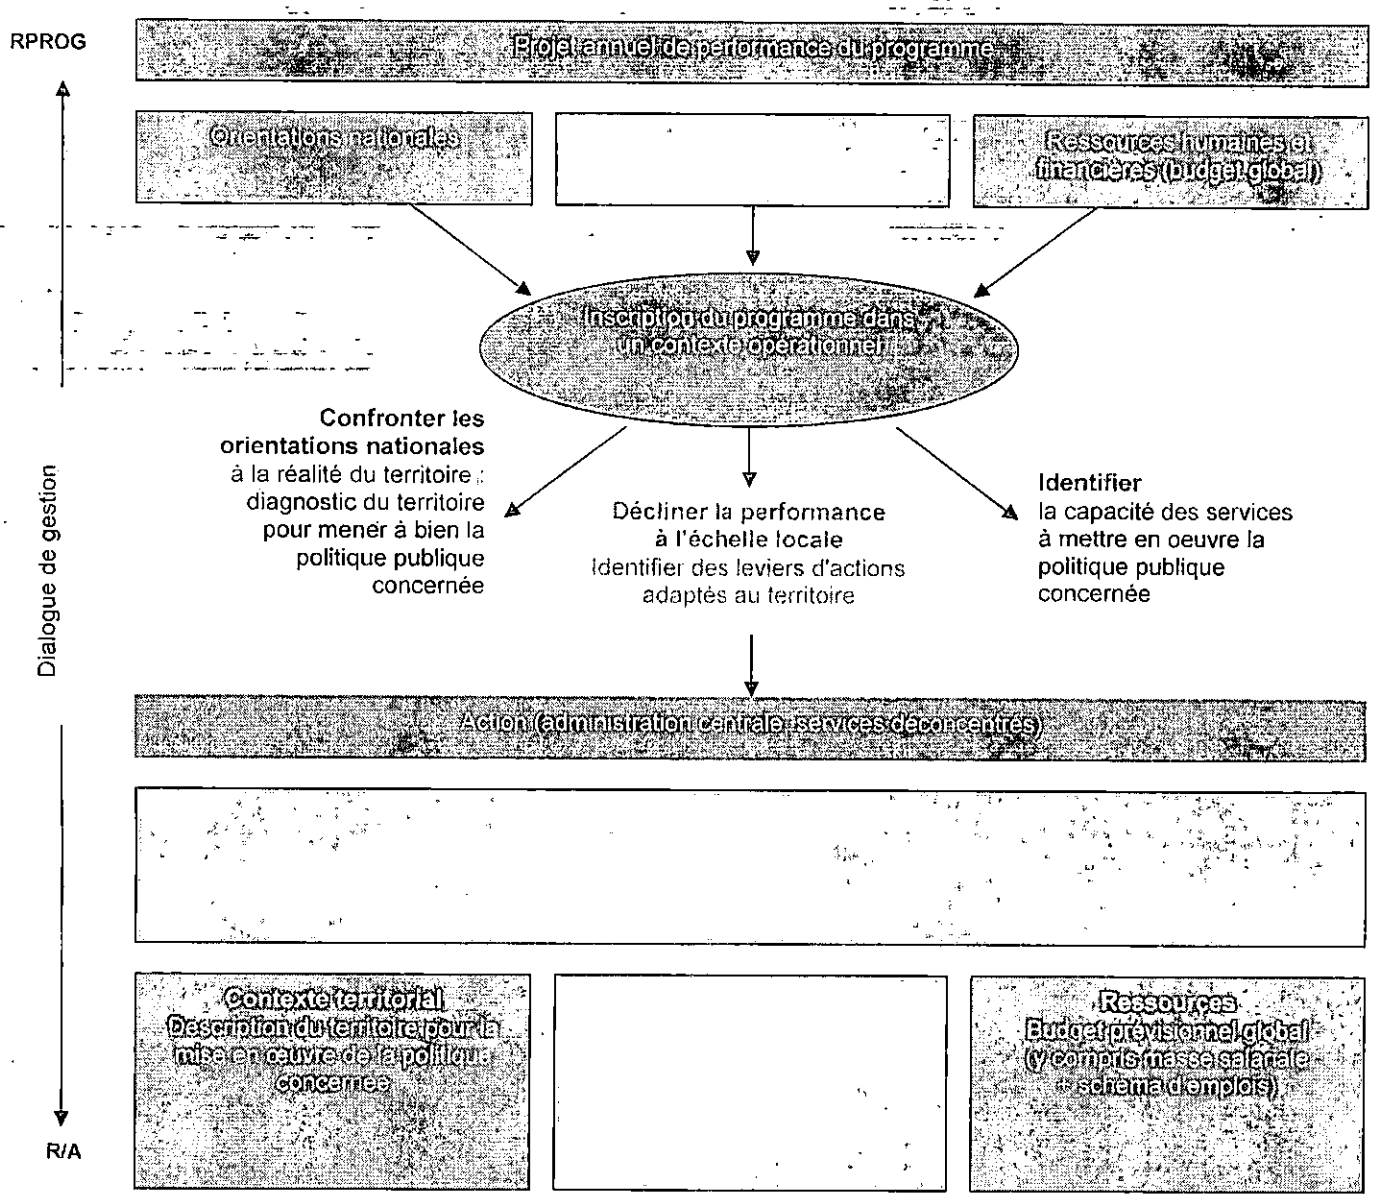 RPROG
Projet annuel de performance du programme
Orientations nationales
Ressources humaines et
financières (budget global)
Inscription du programme dans
un contexte opérationnel
Confronter les
orientations nationales
à la réalité du territoire :
diagnostic du territoire
pour mener à bien la
politique publique
concernée
Décliner la performance
à l'échelle locale
Identifier des leviers d'actions
adaptés au territoire
Identifier
la capacité des services
à mettre en oeuvre la
politique publique
concernée
Dialogue de gestion
Action (administration centrale, services déconcentrés)
Contexte territorial
Description du territoire pour la
mise en œuvre de la politique
concernée
Ressources
Budget prévisionnel global
(y compris masse salariale
+ schéma d'emplois)
R/A